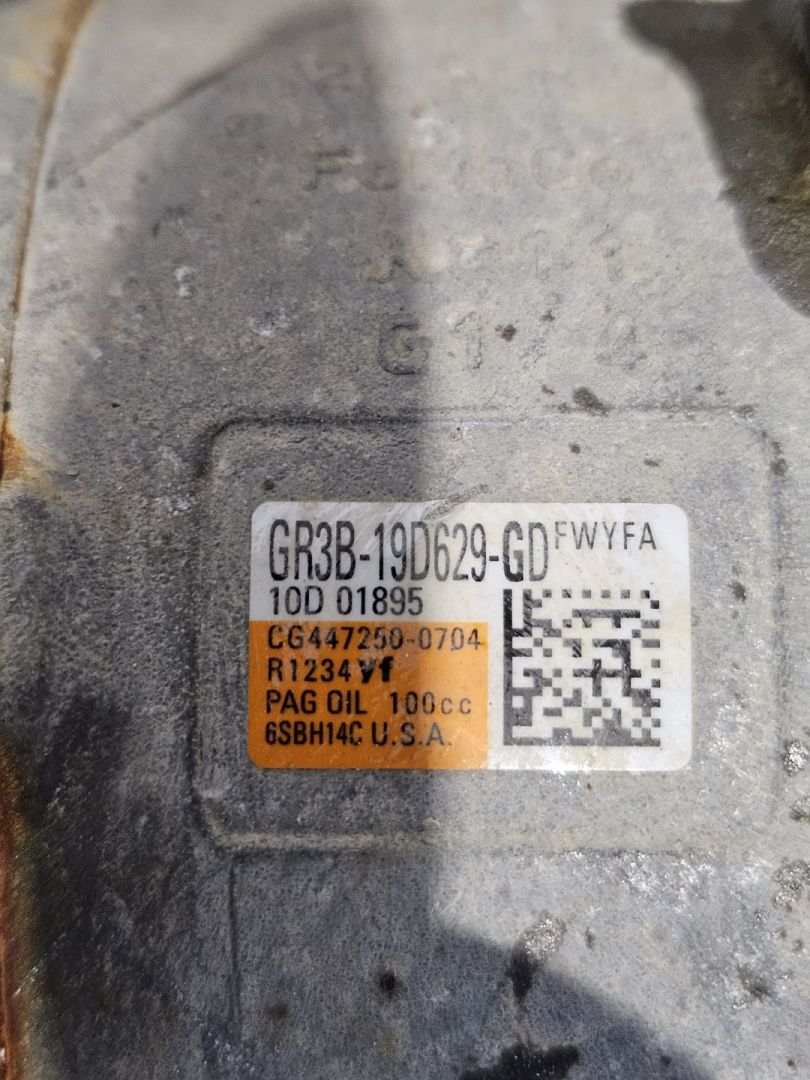 GR3B-19D629-GD FWYFA
10D 01895
CG447250-0704
R1234yf
PAG OIL 100cc
6SBH14C U.S.A.